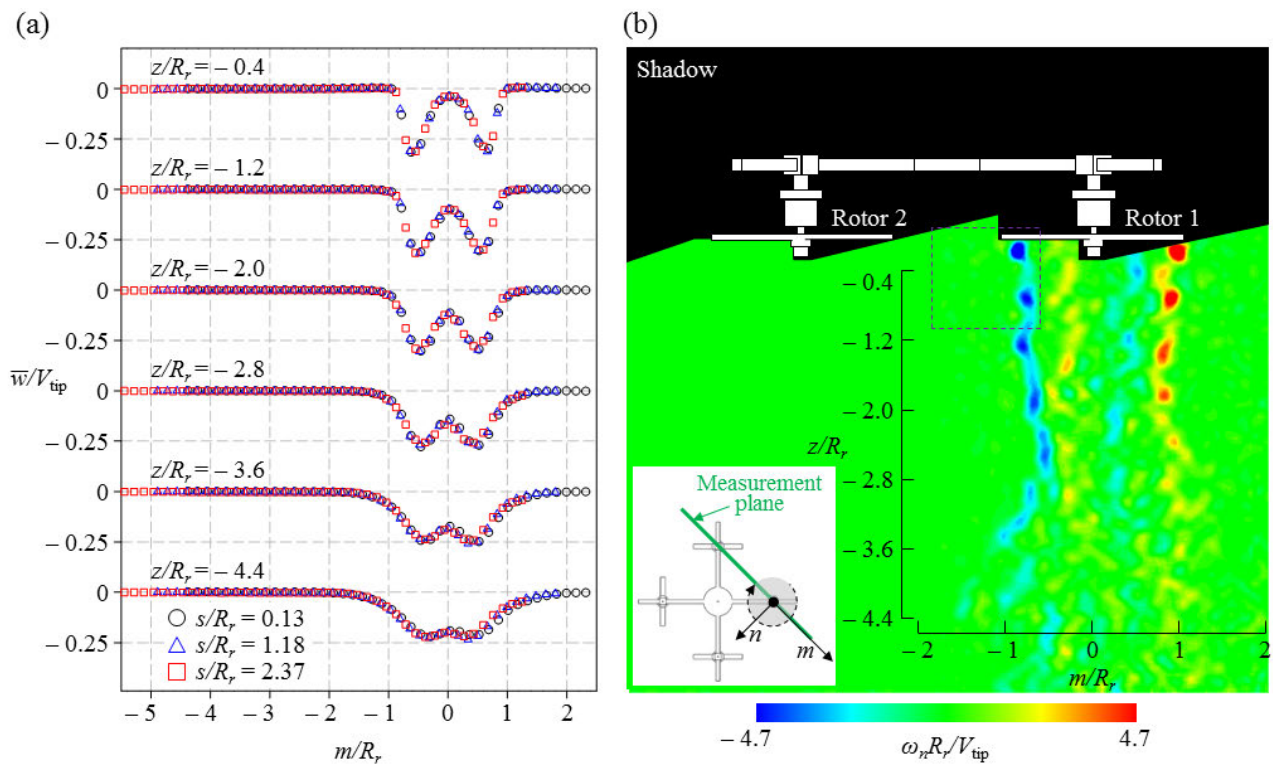 (a)
z/Rᵣ = – 0.4
0
– 0.25
z/Rᵣ = – 1.2
0
– 0.25
z/Rᵣ = – 2.0
0
– 0.25
z/Rᵣ = – 2.8
w̅/Vₜᵢₚ
0
– 0.25
z/Rᵣ = – 3.6
0
– 0.25
z/Rᵣ = – 4.4
0
– 0.25
s/Rᵣ = 0.13
s/Rᵣ = 1.18
s/Rᵣ = 2.37
– 5 – 4 – 3 – 2 – 1 0 1 2
m/Rᵣ
(b)
Shadow
Rotor 2 Rotor 1
– 0.4
– 1.2
– 2.0
z/Rᵣ
– 2.8
– 3.6
– 4.4
– 2 – 1 0 1 2
m/Rᵣ
Measurement
plane
n
m
– 4.7 4.7
ωₙRᵣ/Vₜᵢₚ